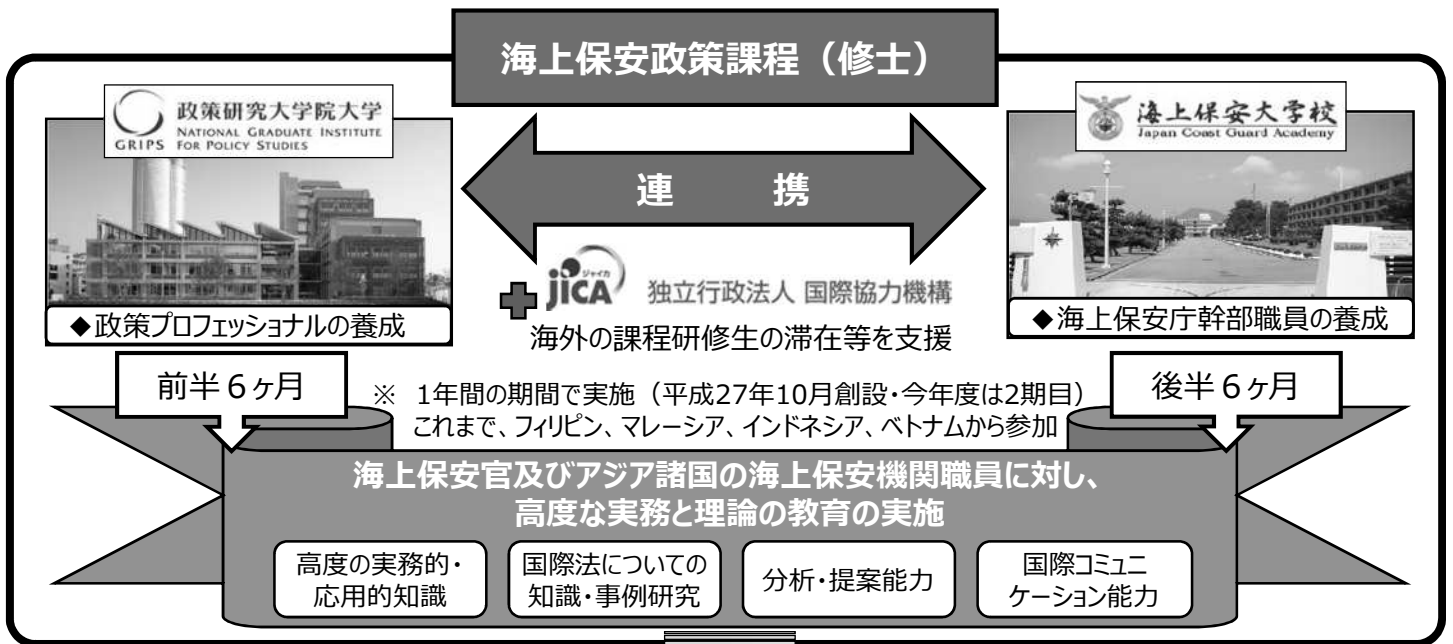 海上保安政策課程（修士）
GRIPS
政策研究大学院大学
NATIONAL GRADUATE INSTITUTE
FOR POLICY STUDIES
海上保安大学校
Japan Coast Guard Academy
連　携
ジャイカ
jICA
独立行政法人 国際協力機構
海外の課程研修生の滞在等を支援
◆政策プロフェッショナルの養成
◆海上保安庁幹部職員の養成
前半６ヶ月
後半６ヶ月
※ 1年間の期間で実施（平成27年10月創設・今年度は2期目）
これまで、フィリピン、マレーシア、インドネシア、ベトナムから参加
海上保安官及びアジア諸国の海上保安機関職員に対し、
高度な実務と理論の教育の実施
高度の実務的・
応用的知識
国際法についての
知識・事例研究
分析・提案能力
国際コミュニ
ケーション能力